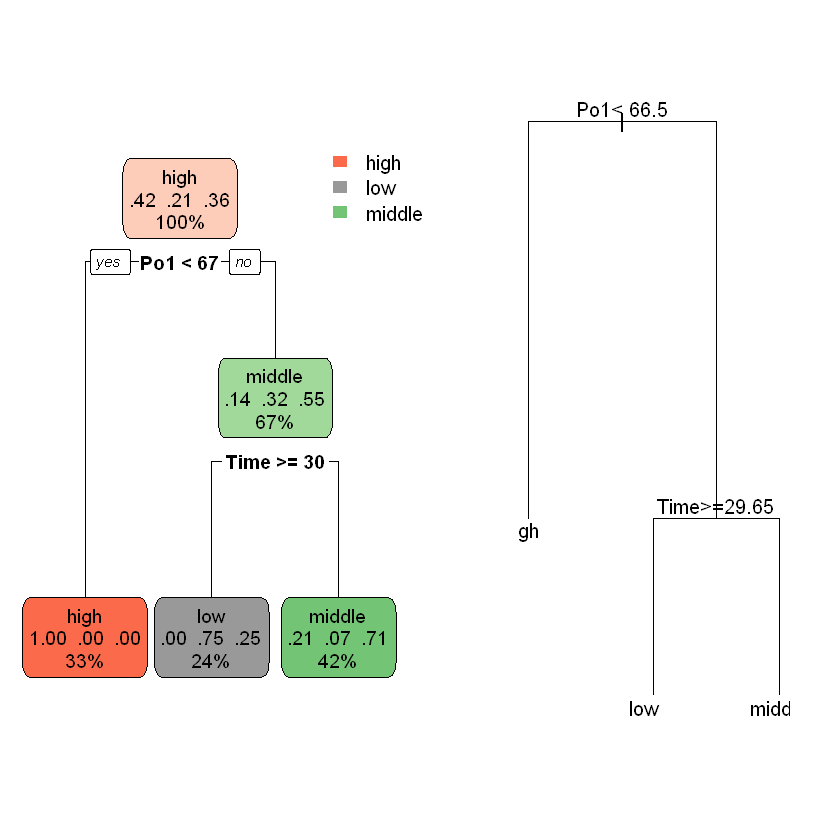 high
.42 .21 .36
100%
high
low
middle
yes
Po1 < 67
no
middle
.14 .32 .55
67%
Time >= 30
high
1.00 .00 .00
33%
low
.00 .75 .25
24%
middle
.21 .07 .71
42%
Po1< 66.5
gh
Time>=29.65
low
midd